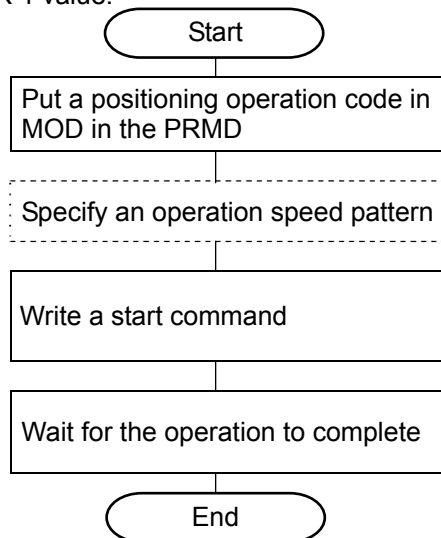 value.
Start
Put a positioning operation code in
MOD in the PRMD
Specify an operation speed pattern
Write a start command
Wait for the operation to complete
End